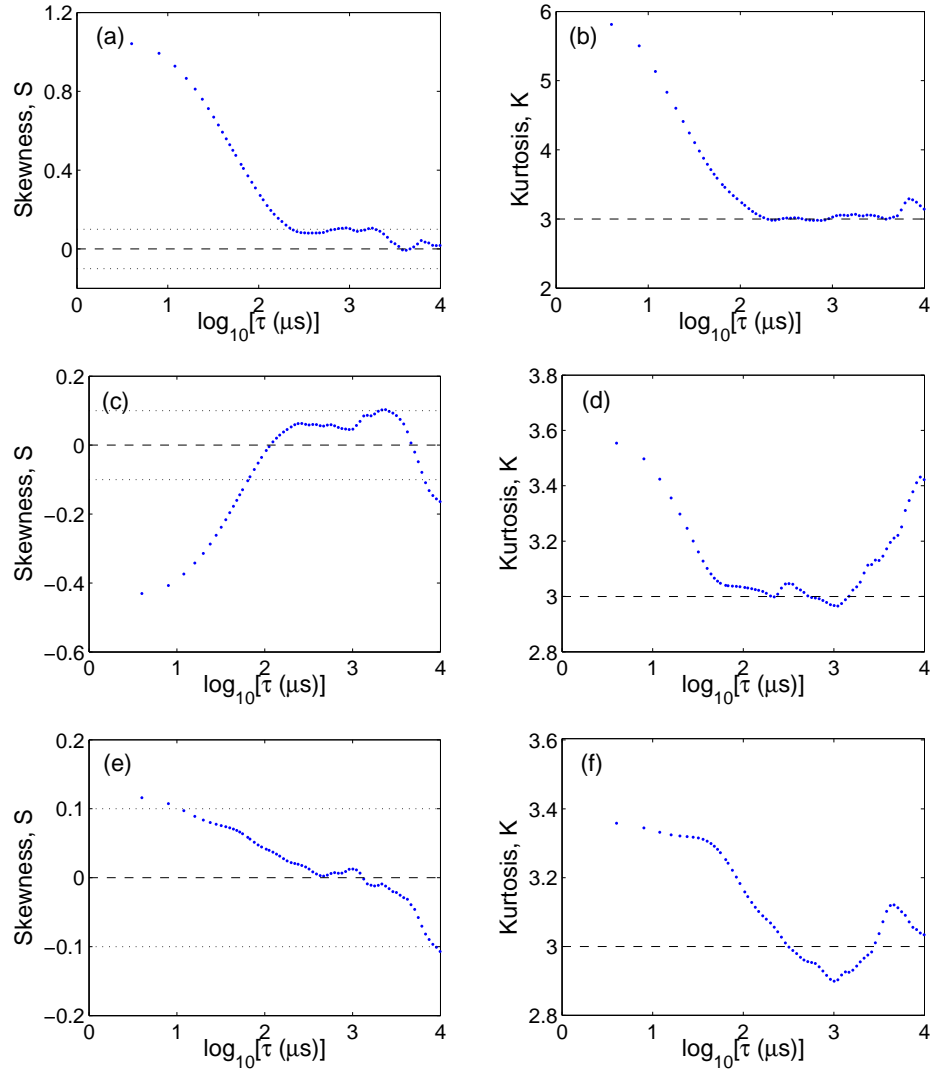 (a)
1.2
0.8
0.4
0
Skewness, S
0 1 2 3 4
log10[τ (μs)]
(b)
6
5
4
3
2
Kurtosis, K
0 1 2 3 4
log10[τ (μs)]
(c)
0.2
0
−0.2
−0.4
−0.6
Skewness, S
0 1 2 3 4
log10[τ (μs)]
(d)
3.8
3.6
3.4
3.2
3
2.8
Kurtosis, K
0 1 2 3 4
log10[τ (μs)]
(e)
0.2
0.1
0
−0.1
−0.2
Skewness, S
0 1 2 3 4
log10[τ (μs)]
(f)
3.6
3.4
3.2
3
2.8
Kurtosis, K
0 1 2 3 4
log10[τ (μs)]